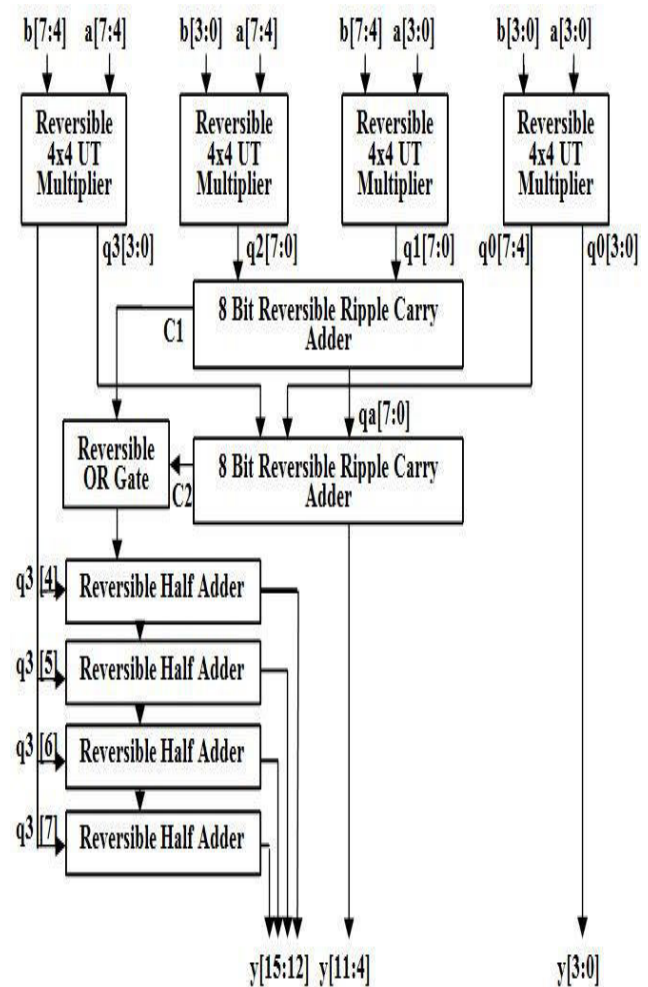 b[7:4] a[7:4] b[3:0] a[7:4] b[7:4] a[3:0] b[3:0] a[3:0]
Reversible
4x4 UT
Multiplier
Reversible
4x4 UT
Multiplier
Reversible
4x4 UT
Multiplier
Reversible
4x4 UT
Multiplier
q3[3:0] q2[7:0] q1[7:0] q0[7:4] q0[3:0]
8 Bit Reversible Ripple Carry
Adder
C1
qa[7:0]
Reversible
OR Gate
C2
8 Bit Reversible Ripple Carry
Adder
q3[4]
Reversible Half Adder
q3[5]
Reversible Half Adder
q3[6]
Reversible Half Adder
q3[7]
Reversible Half Adder
y[15:12] y[11:4] y[3:0]